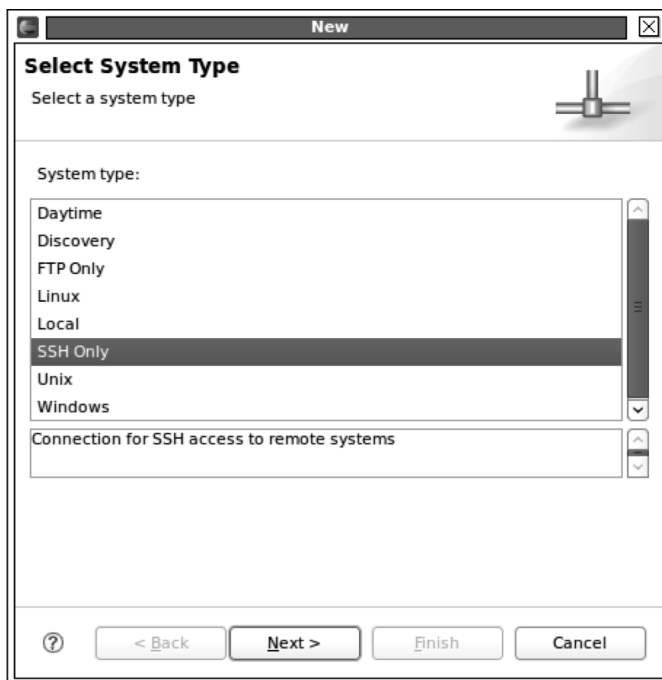 New
Select System Type
Select a system type
System type:
Daytime
Discovery
FTP Only
Linux
Local
SSH Only
Unix
Windows
Connection for SSH access to remote systems
? < Back Next > Finish Cancel